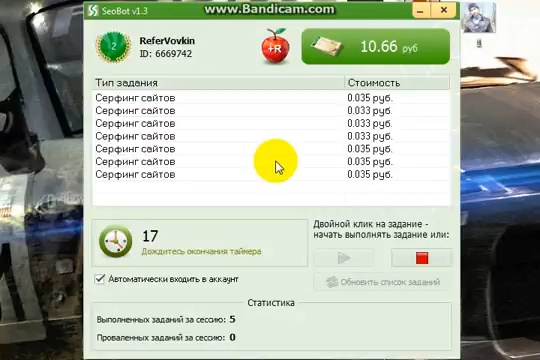 SeoBot v1.3
www.Bandicam.com
2
ReferVovkin
ID: 6669742
+R
10.66 руб
Тип задания Стоимость
Серфинг сайтов 0.035 руб.
Серфинг сайтов 0.033 руб.
Серфинг сайтов 0.033 руб.
Серфинг сайтов 0.033 руб.
Серфинг сайтов 0.035 руб.
Серфинг сайтов 0.035 руб.
Серфинг сайтов 0.035 руб.
17
Дождитесь окончания таймера
Двойной клик на задание -
начать выполнять задание или:
Автоматически входить в аккаунт
Обновить список заданий
Статистика
Выполненных заданий за сессию: 5
Проваленных заданий за сессию: 0